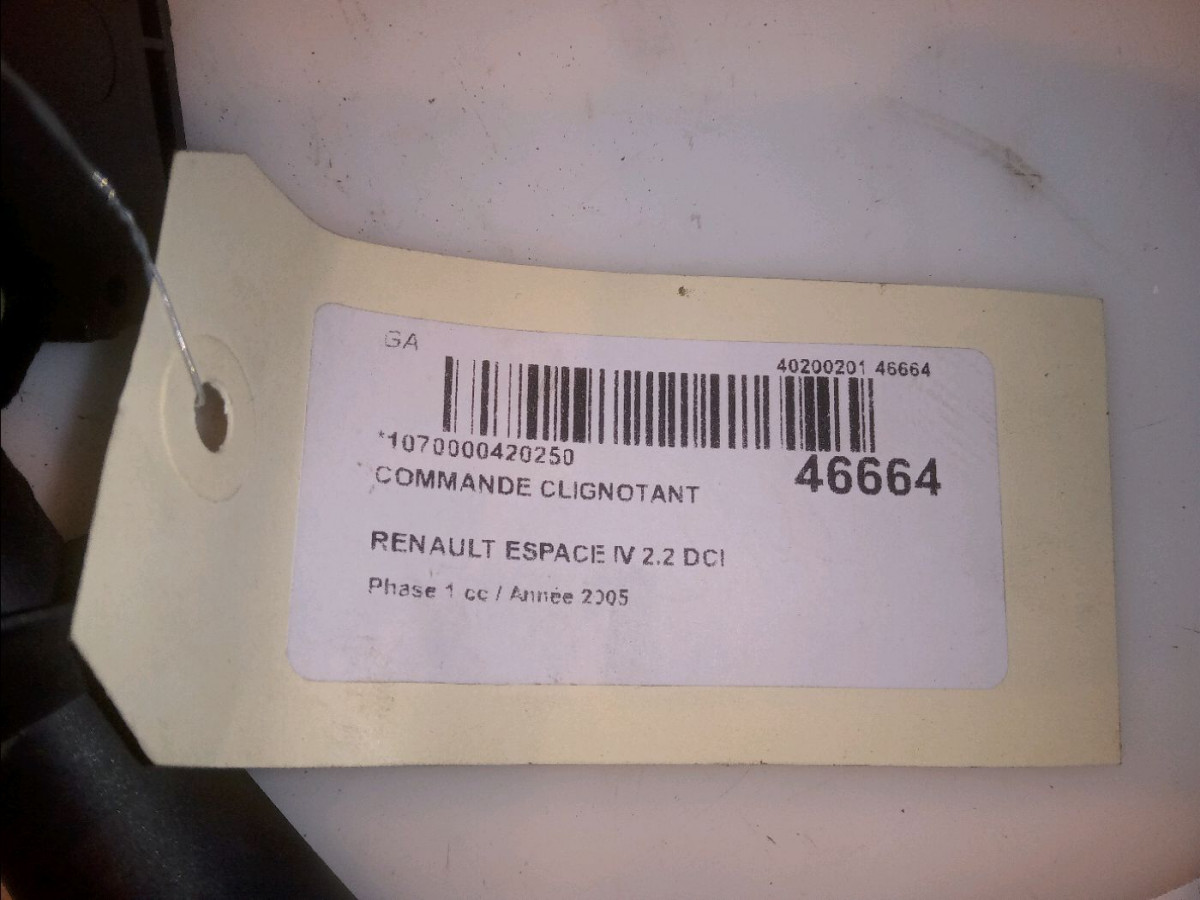 GA
40200201 46664
*1070000420250
46664
COMMANDE CLIGNOTANT
RENAULT ESPACE IV 2.2 DCI
Phase 1 cc / Année 2005